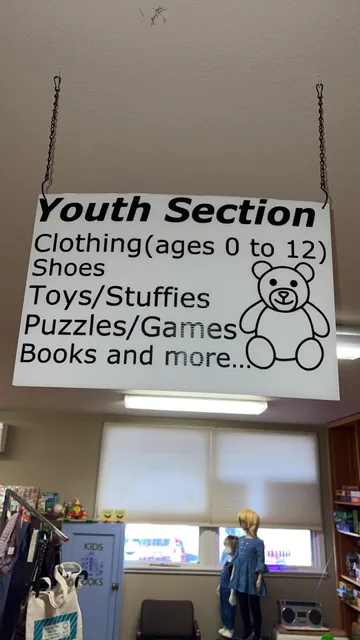 Youth Section
Clothing(ages 0 to 12)
Shoes
Toys/Stuffies
Puzzles/Games
Books and more...
KIDS
BOOKS